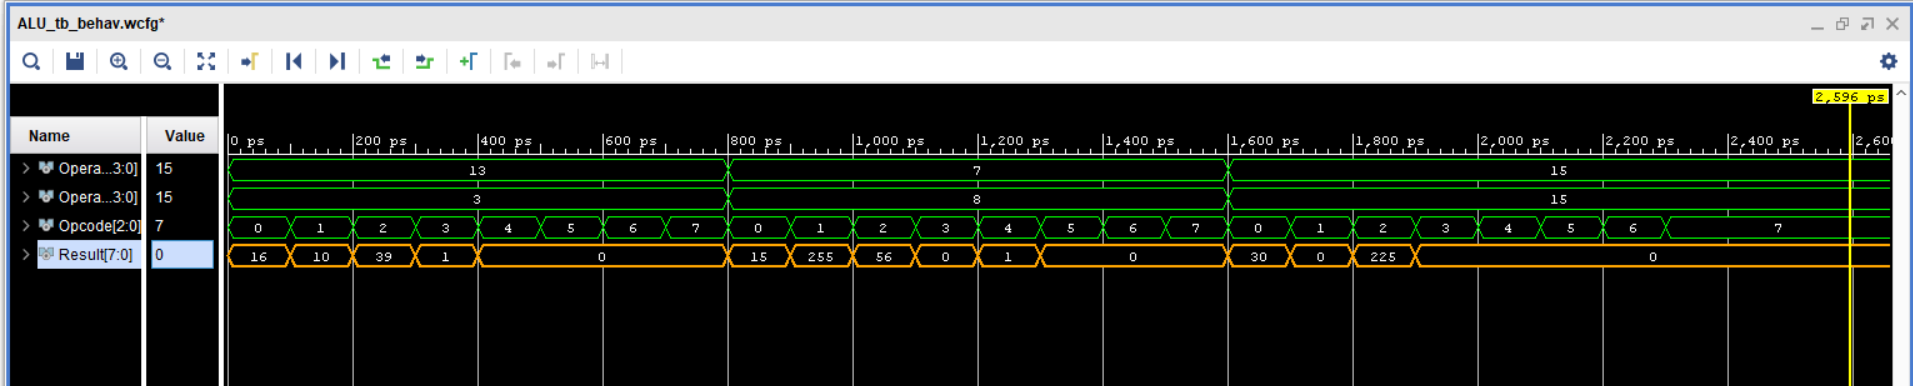 ALU_tb_behav.wcfg*
2,596 ps
Name Value
0 ps 200 ps 400 ps 600 ps 800 ps 1,000 ps 1,200 ps 1,400 ps 1,600 ps 1,800 ps 2,000 ps 2,200 ps 2,400 ps 2,600
Opera...3:0] 15 13 7 15
Opera...3:0] 15 3 8 15
Opcode[2:0] 7 0 1 2 3 4 5 6 7 0 1 2 3 4 5 6 7 0 1 2 3 4 5 6 7
Result[7:0] 0 16 10 39 1 0 15 255 56 0 1 0 30 0 225 0